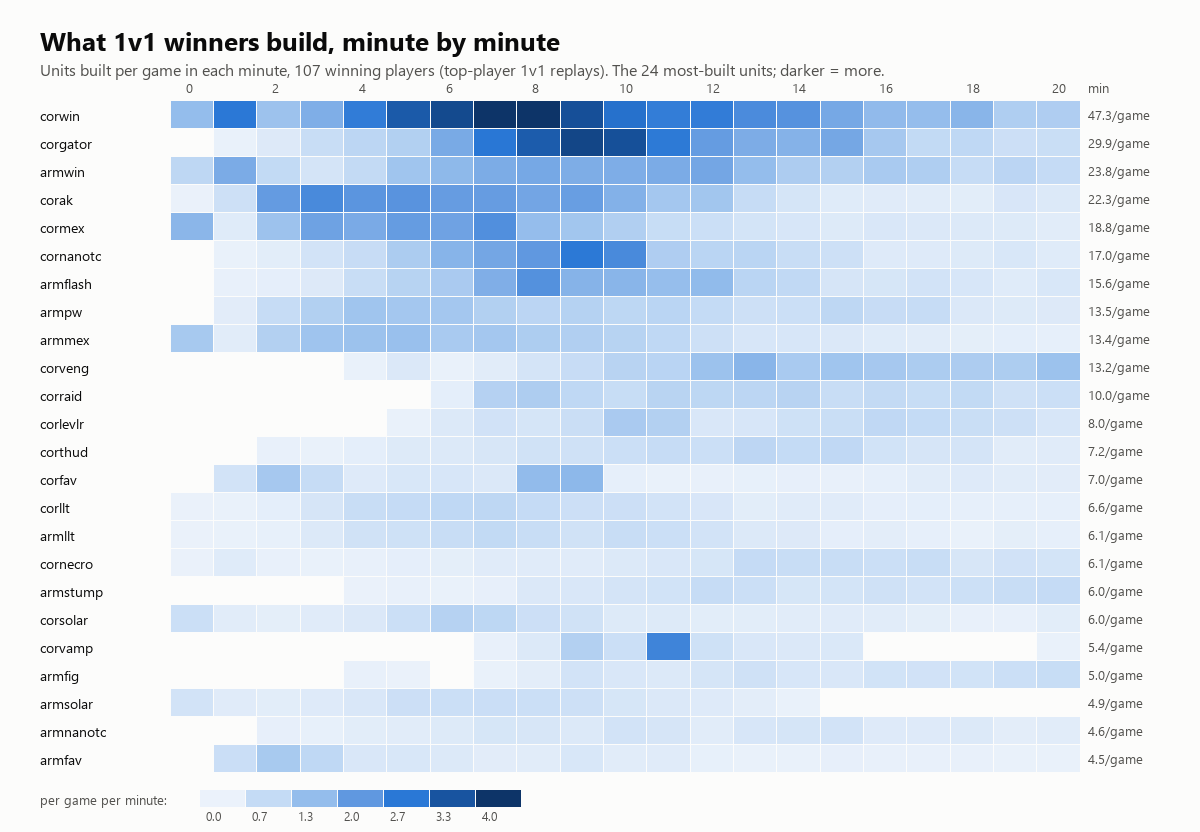 What 1v1 winners build, minute by minute
Units built per game in each minute, 107 winning players (top-player 1v1 replays). The 24 most-built units; darker = more.
0 2 4 6 8 10 12 14 16 18 20 min
corwin 47.3/game
corgator 29.9/game
armwin 23.8/game
corak 22.3/game
cormex 18.8/game
cornanotc 17.0/game
armflash 15.6/game
armpw 13.5/game
armmex 13.4/game
corveng 13.2/game
corraid 10.0/game
corlevlr 8.0/game
corthud 7.2/game
corfav 7.0/game
corllt 6.6/game
armllt 6.1/game
cornecro 6.1/game
armstump 6.0/game
corsolar 6.0/game
corvamp 5.4/game
armfig 5.0/game
armsolar 4.9/game
armnanotc 4.6/game
armfav 4.5/game
per game per minute:
0.0 0.7 1.3 2.0 2.7 3.3 4.0